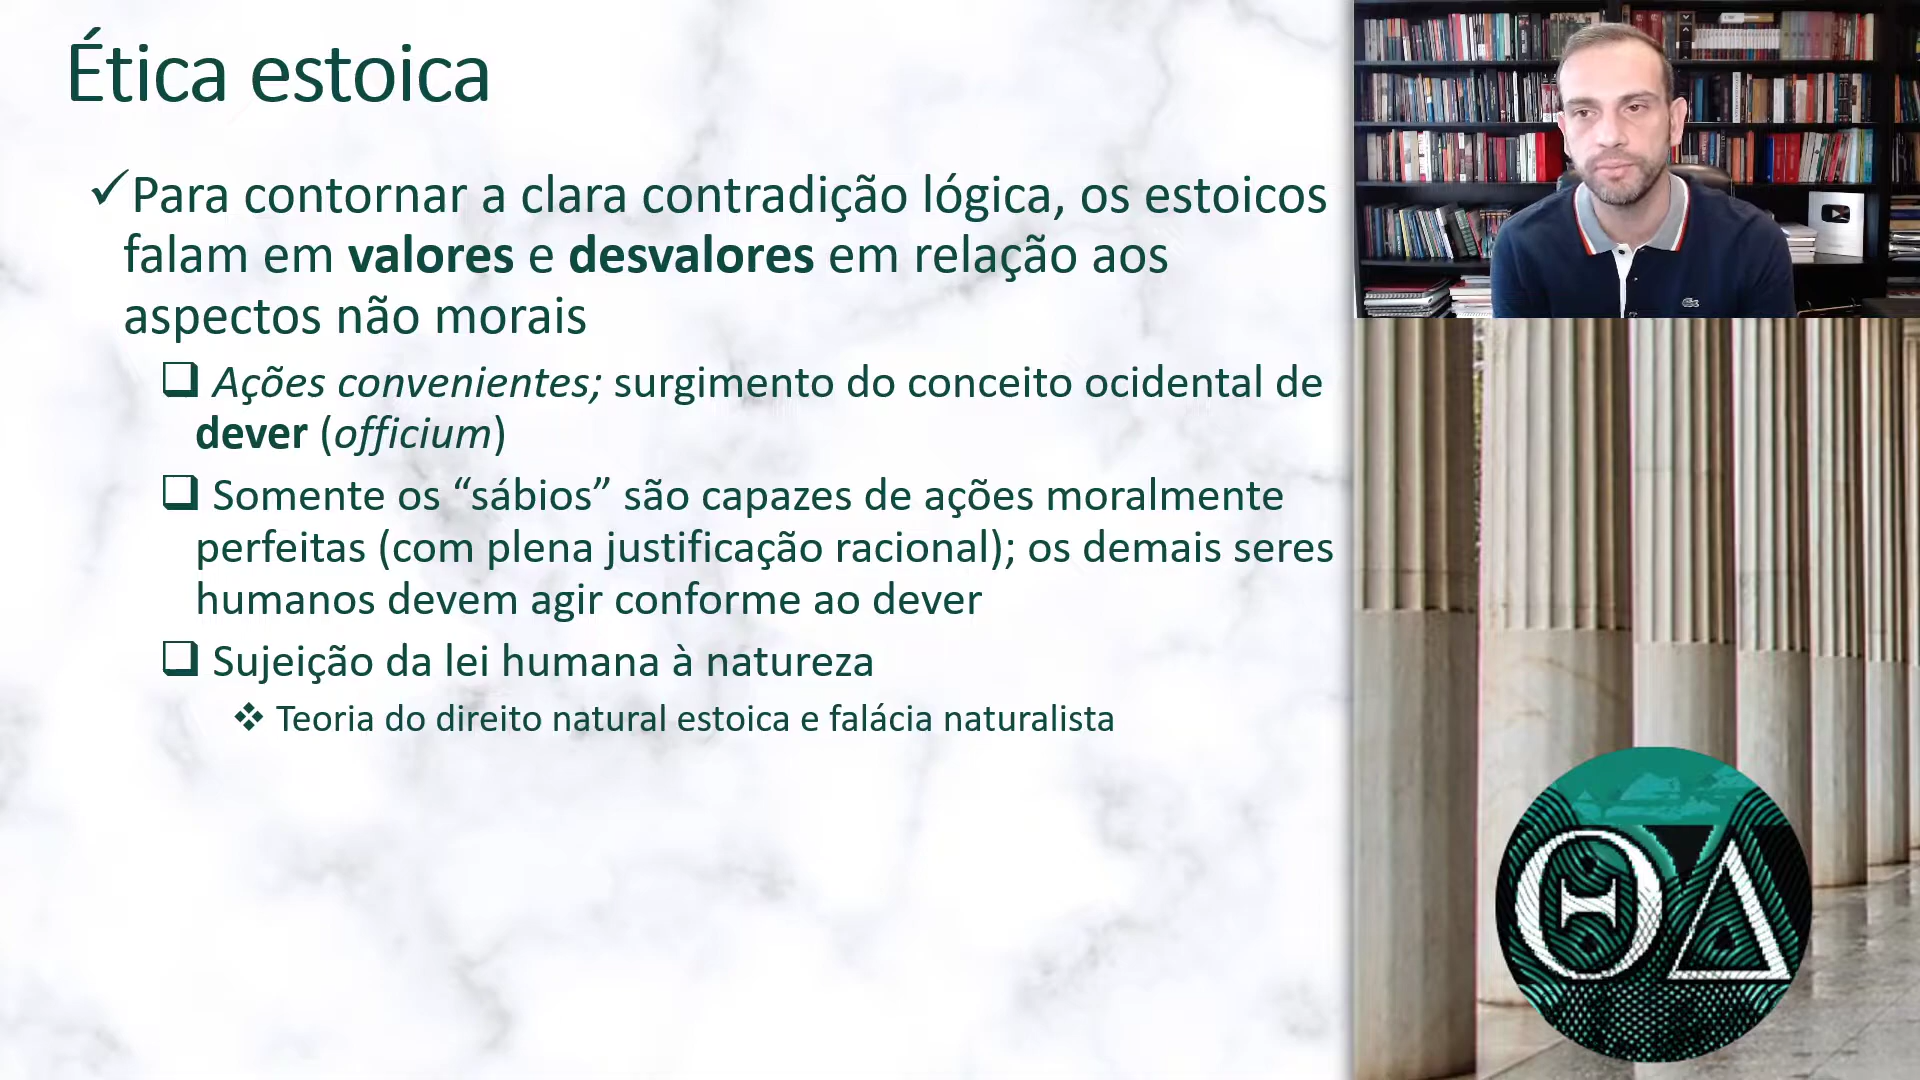 Ética estoica
Para contornar a clara contradição lógica, os estoicos
falam em valores e desvalores em relação aos
aspectos não morais
Ações convenientes; surgimento do conceito ocidental de
dever (officium)
Somente os “sábios” são capazes de ações moralmente
perfeitas (com plena justificação racional); os demais seres
humanos devem agir conforme ao dever
Sujeição da lei humana à natureza
Teoria do direito natural estoica e falácia naturalista
ΘΔ